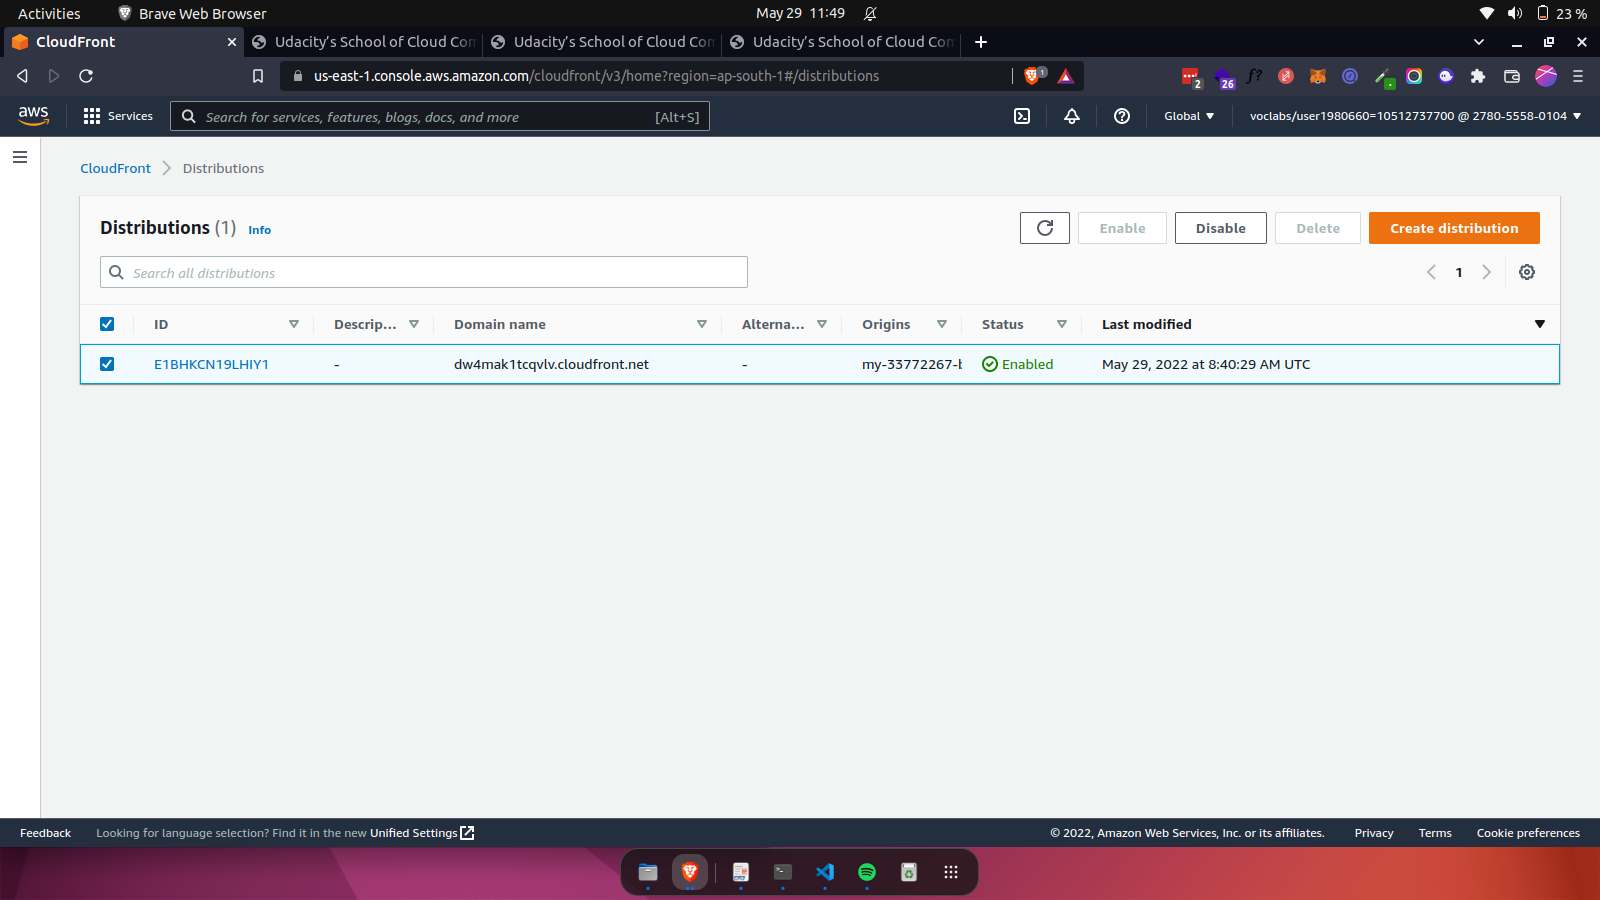 Activities Brave Web Browser May 29 11:49 23 %
CloudFront Udacity's School of Cloud Com Udacity's School of Cloud Com Udacity's School of Cloud Com
us-east-1.console.aws.amazon.com/cloudfront/v3/home?region=ap-south-1#/distributions 1 2 26 f?
aws Services Search for services, features, blogs, docs, and more [Alt+S] Global voclabs/user1980660=10512737700 @ 2780-5558-0104
CloudFront Distributions
Distributions (1) Info Enable Disable Delete Create distribution
Search all distributions 1
ID Descrip... Domain name Alterna... Origins Status Last modified
E1BHKCN19LHIY1 - dw4mak1tcqvlv.cloudfront.net - my-33772267-b Enabled May 29, 2022 at 8:40:29 AM UTC
Feedback Looking for language selection? Find it in the new Unified Settings © 2022, Amazon Web Services, Inc. or its affiliates. Privacy Terms Cookie preferences